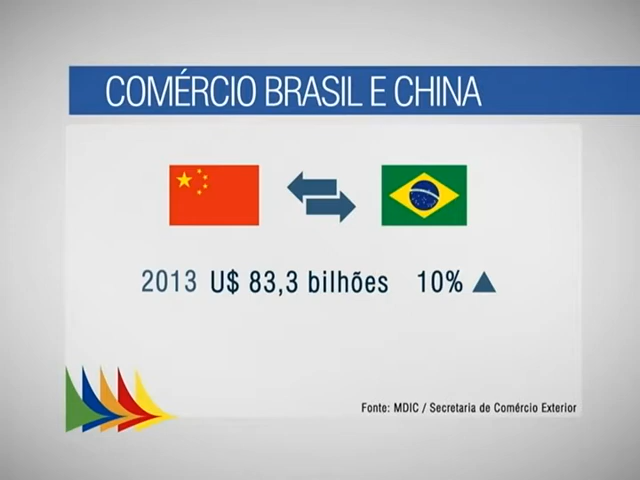 COMÉRCIO BRASIL E CHINA
2013 U$ 83,3 bilhões 10%
Fonte: MDIC / Secretaria de Comércio Exterior